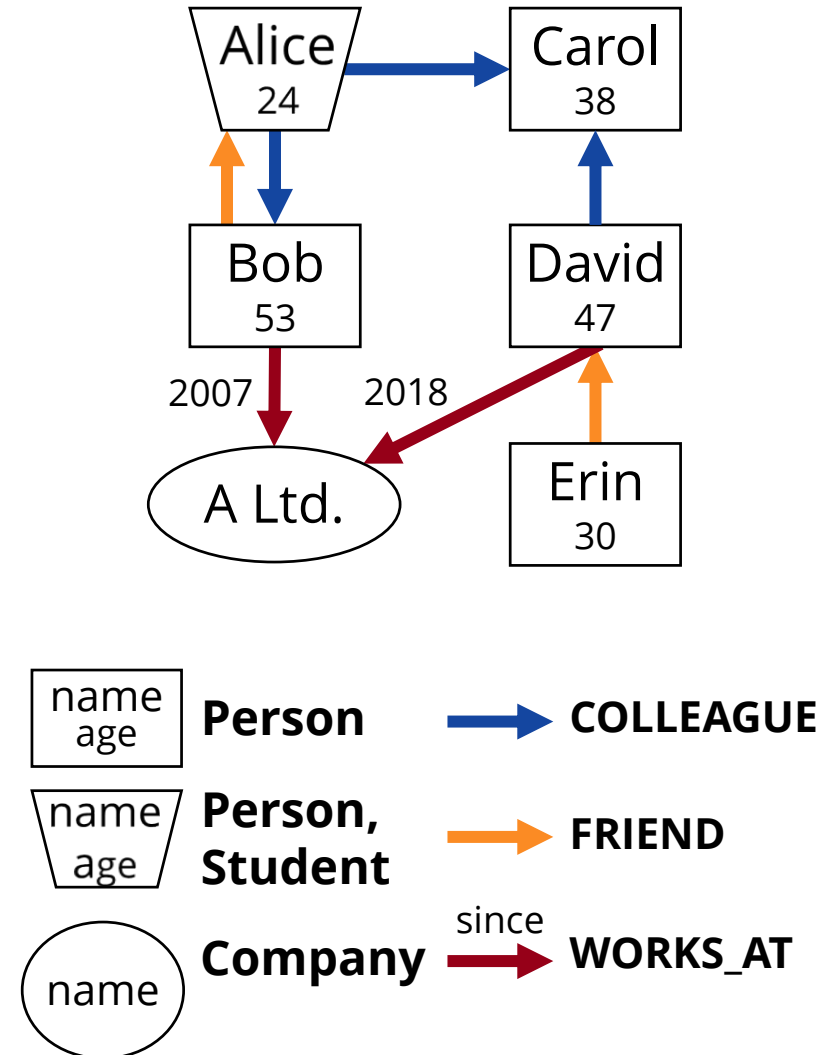 Alice
24
Carol
38
Bob
53
David
47
2007
2018
A Ltd.
Erin
30
name
age
Person
COLLEAGUE
name
age
Person,
Student
FRIEND
name
Company
since
WORKS_AT